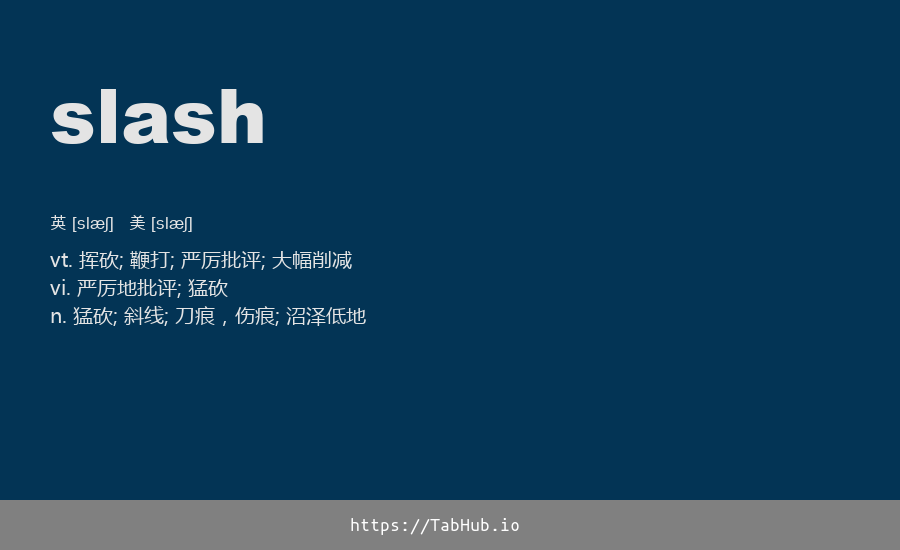 slash
英 [slæʃ] 美 [slæʃ]
vt. 挥砍; 鞭打; 严厉批评; 大幅削减
vi. 严厉地批评; 猛砍
n. 猛砍; 斜线; 刀痕，伤痕; 沼泽低地
https://TabHub.io